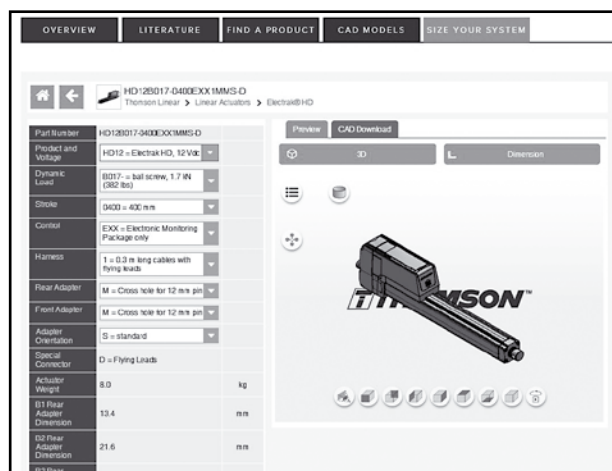 OVERVIEW LITERATURE FIND A PRODUCT CAD MODELS SIZE YOUR SYSTEM
HD12B017-0400EXX1MMS-D
Thomson Linear > Linear Actuators > Electrak® HD
Part Number HD12B017-0400EXX1MMS-D
Product and
Voltage
HD12 = Electrak HD, 12 Vdc
Dynamic
Load
B017- = ball screw, 1.7 kN
(382 lbs)
Stroke 0400 = 400 mm
Control
EXX = Electronic Monitoring
Package only
Harness
1 = 0.3 m long cables with
flying leads
Rear Adapter M = Cross hole for 12 mm pin
Front Adapter M = Cross hole for 12 mm pin
Adapter
Orientation
S = standard
Special
Connector
D = Flying Leads
Actuator
Weight
8.0 kg
B1 Rear
Adapter
Dimension
13.4 mm
B2 Rear
Adapter
Dimension
21.6 mm
Preview CAD Download
3D Dimension